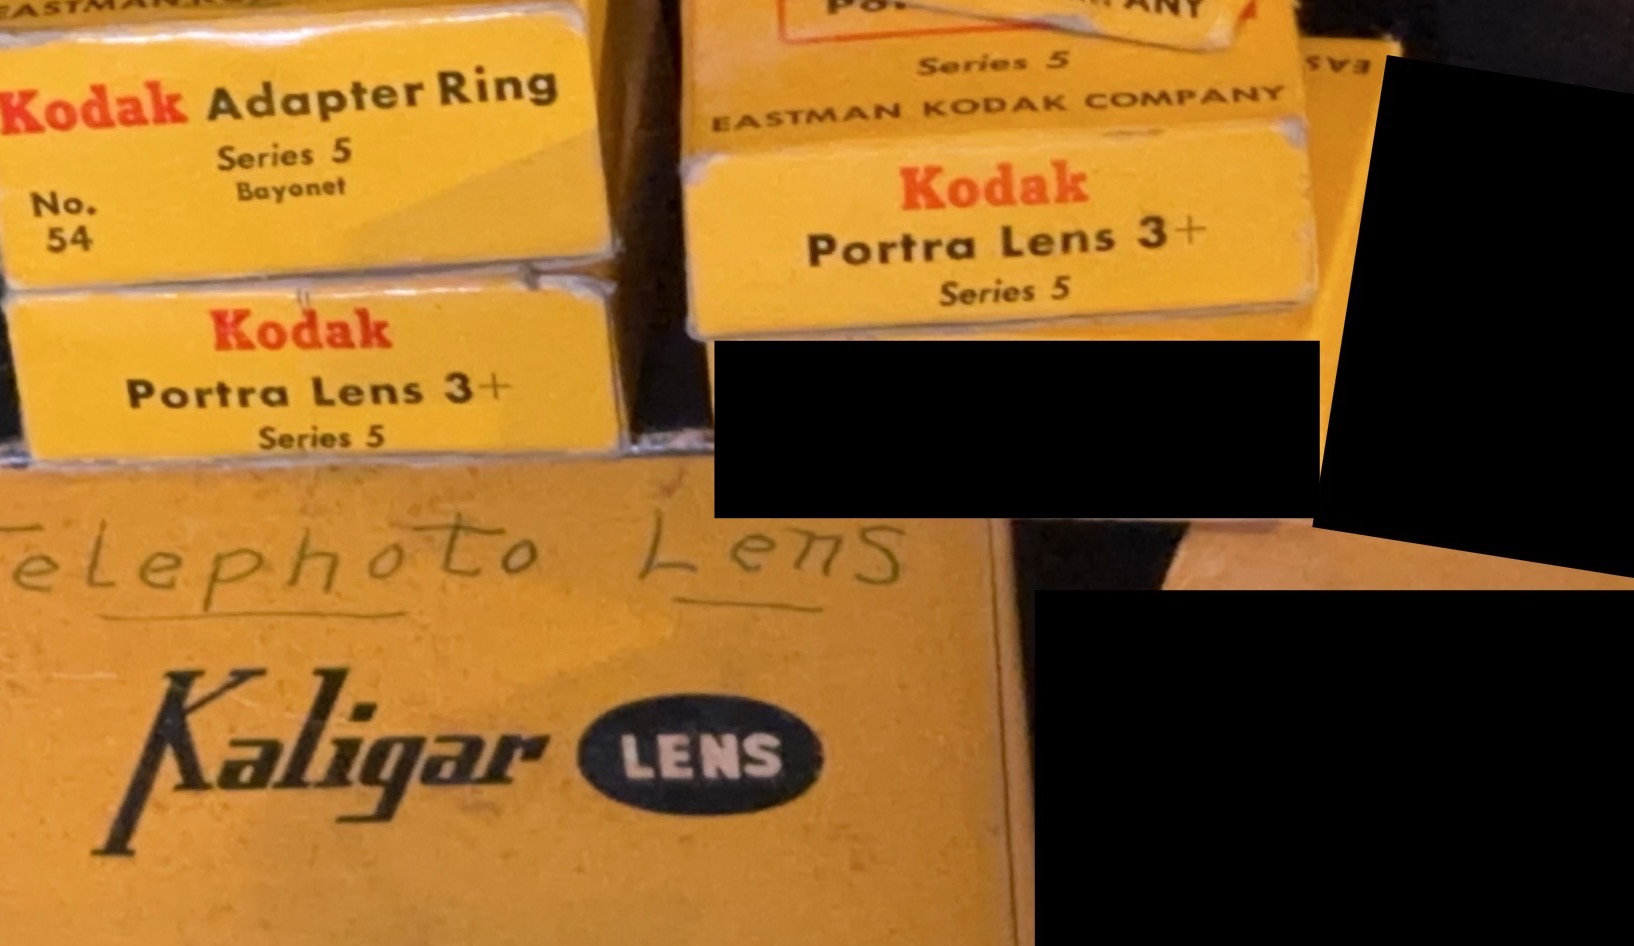 Kodak Adapter Ring
Series 5
Bayonet
No.
54
Kodak
Portra Lens 3+
Series 5
Series 5
EASTMAN KODAK COMPANY
Kodak
Portra Lens 3+
Series 5
Telephoto Lens
Kaligar LENS